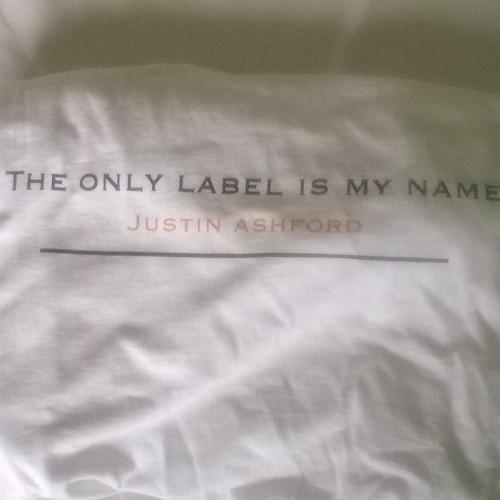 THE ONLY LABEL IS MY NAME
JUSTIN ASHFORD